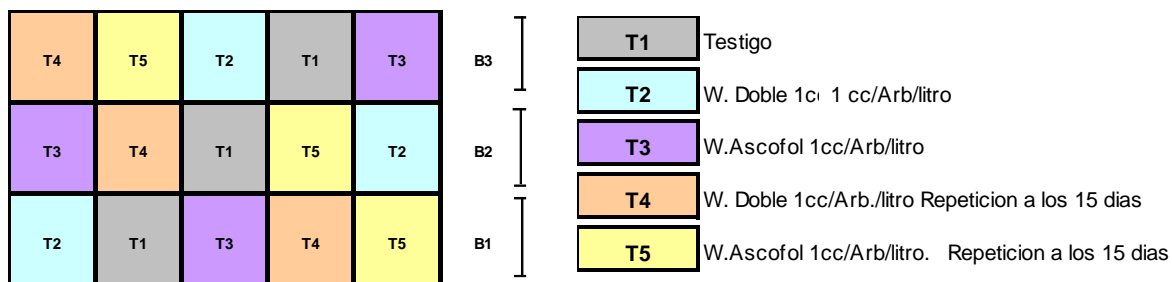 T4 T5 T2 T1 T3 B3
T3 T4 T1 T5 T2 B2
T2 T1 T3 T4 T5 B1
T1 Testigo
T2 W. Doble 1c 1 cc/Arb/litro
T3 W.Ascofol 1cc/Arb/litro
T4 W. Doble 1cc/Arb./litro Repeticion a los 15 dias
T5 W.Ascofol 1cc/Arb/litro. Repeticion a los 15 dias